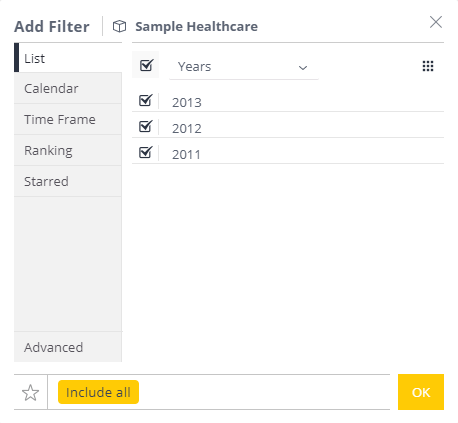 Add Filter Sample Healthcare
List
Calendar
Time Frame
Ranking
Starred
Advanced
Years
2013
2012
2011
Include all
OK